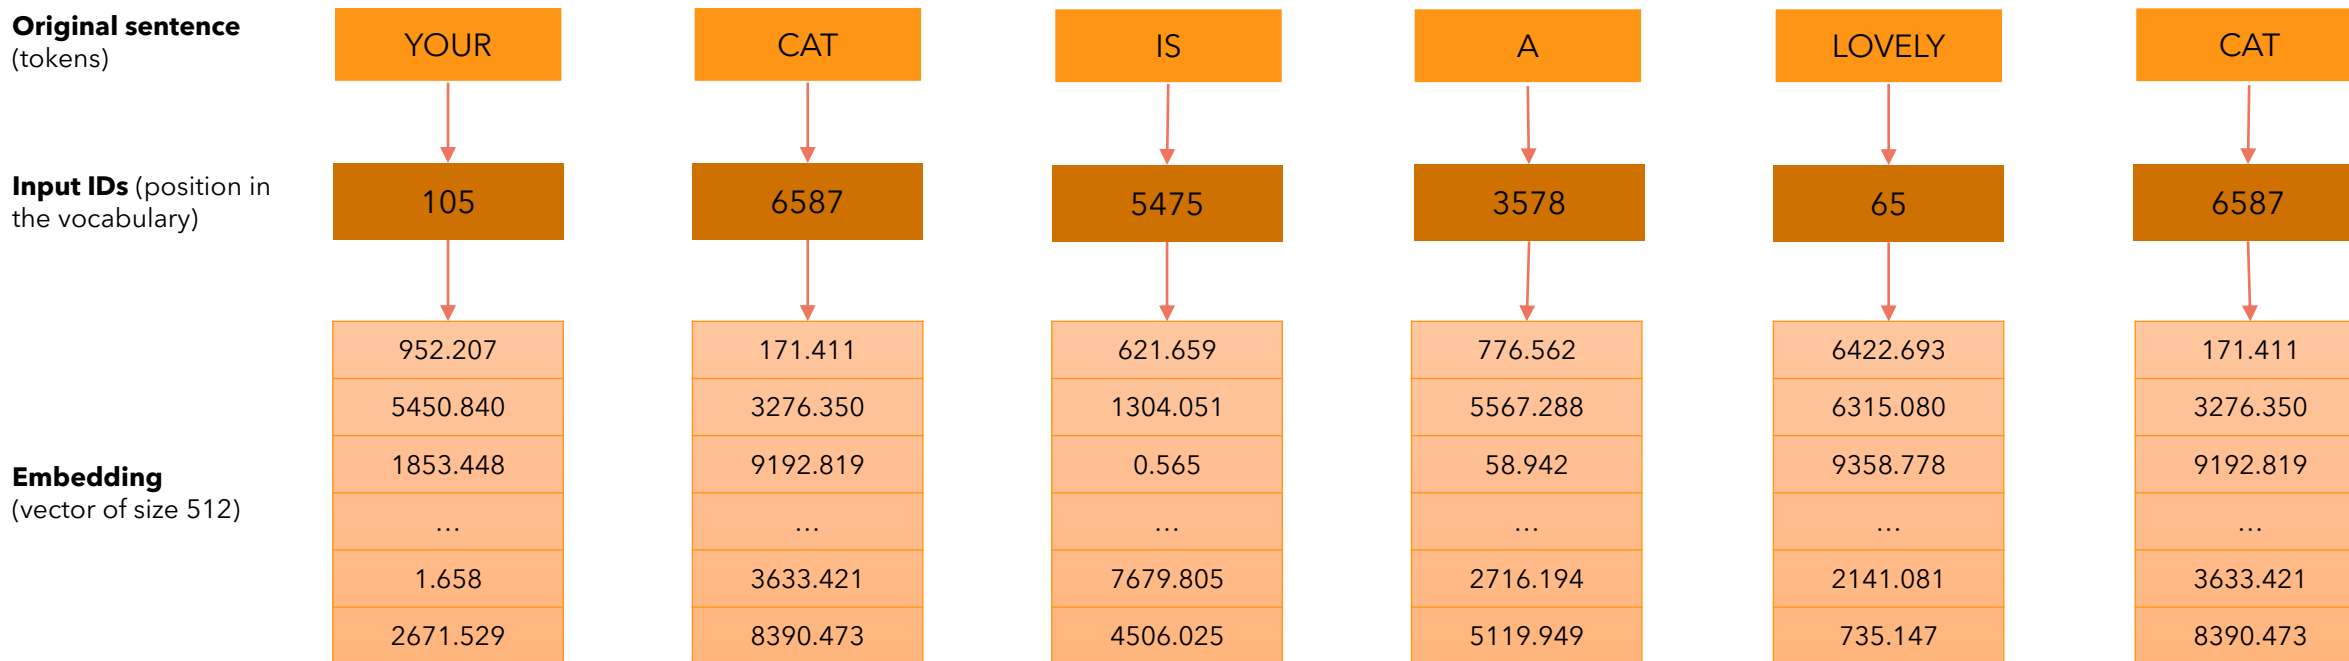 Original sentence
(tokens)
YOUR CAT IS A LOVELY CAT
Input IDs (position in
the vocabulary)
105 6587 5475 3578 65 6587
Embedding
(vector of size 512)
952.207 171.411 621.659 776.562 6422.693 171.411
5450.840 3276.350 1304.051 5567.288 6315.080 3276.350
1853.448 9192.819 0.565 58.942 9358.778 9192.819
… … … … … …
1.658 3633.421 7679.805 2716.194 2141.081 3633.421
2671.529 8390.473 4506.025 5119.949 735.147 8390.473